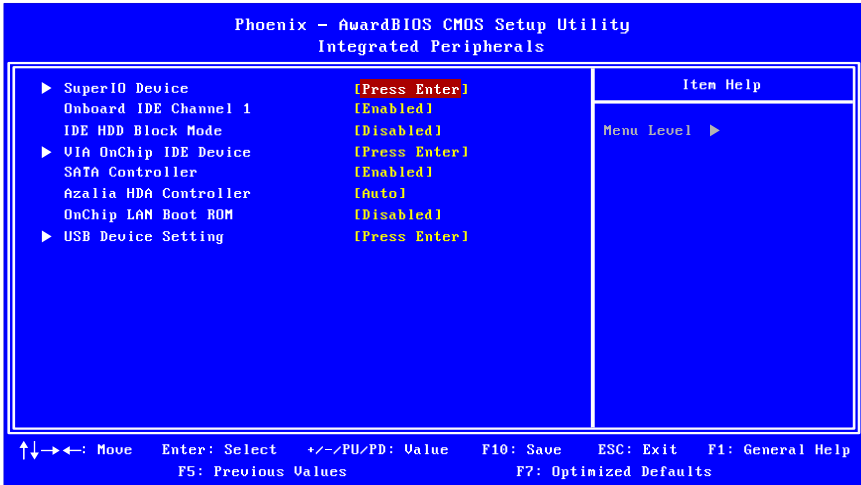 Phoenix – AwardBIOS CMOS Setup Utility
Integrated Peripherals
▶ SuperIO Device [Press Enter]
Onboard IDE Channel 1 [Enabled]
IDE HDD Block Mode [Disabled]
▶ VIA OnChip IDE Device [Press Enter]
SATA Controller [Enabled]
Azalia HDA Controller [Auto]
OnChip LAN Boot ROM [Disabled]
▶ USB Device Setting [Press Enter]
Item Help
Menu Level ▶
↑↓→←: Move Enter: Select +/-/PU/PD: Value F10: Save ESC: Exit F1: General Help
F5: Previous Values F7: Optimized Defaults